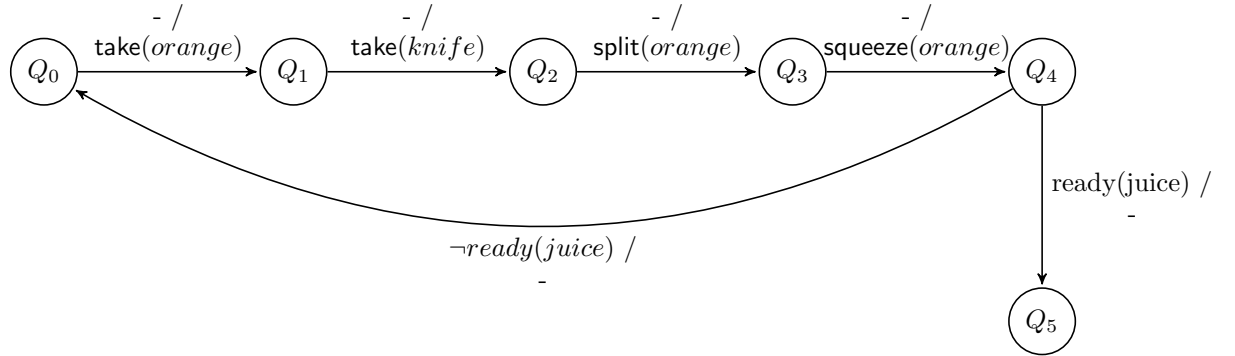 - /
take(orange)
- /
take(knife)
- /
split(orange)
- /
squeeze(orange)
Q0
Q1
Q2
Q3
Q4
ready(juice) /
-
¬ready(juice) /
-
Q5